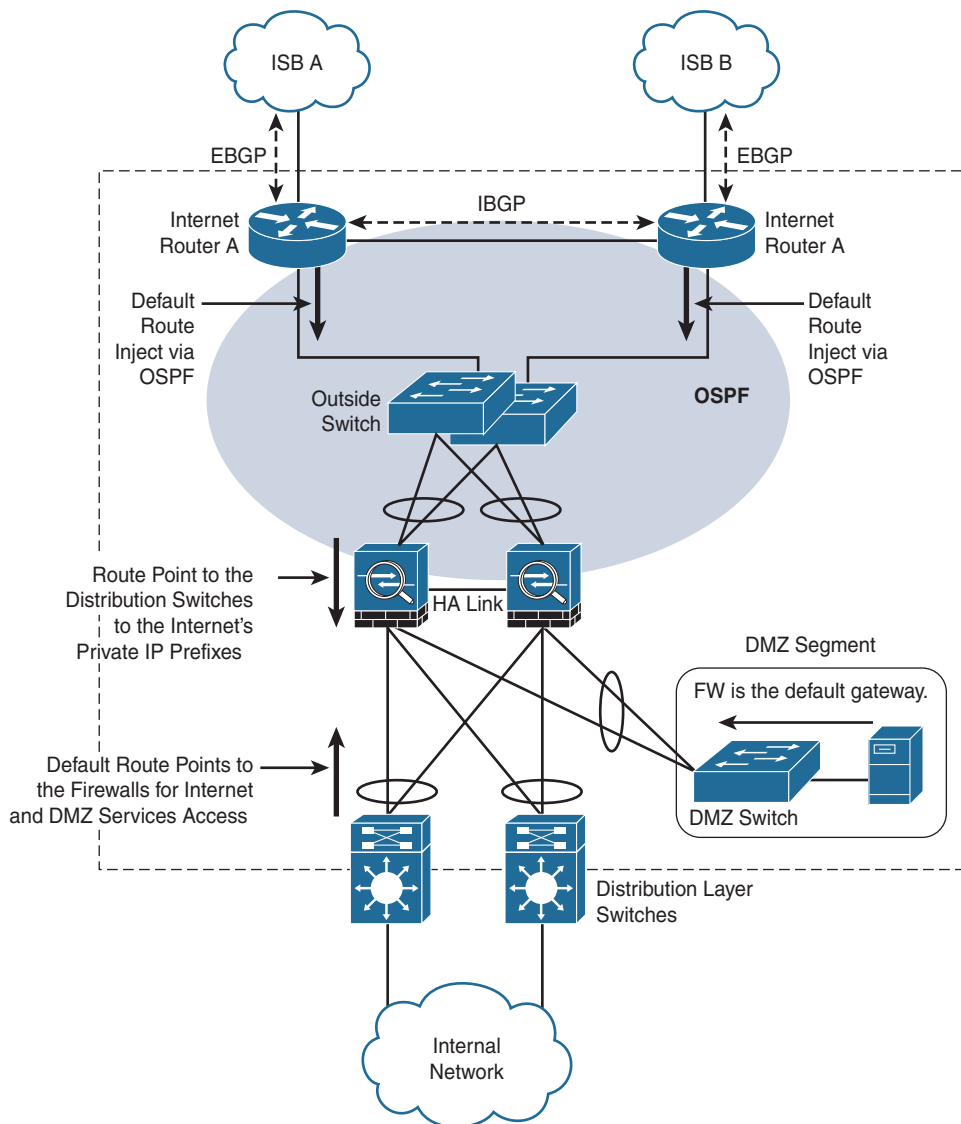 ISB A
ISB B
EBGP
EBGP
IBGP
Internet
Router A
Internet
Router A
Default
Route
Inject via
OSPF
Default
Route
Inject via
OSPF
Outside
Switch
OSPF
Route Point to the
Distribution Switches
to the Internet's
Private IP Prefixes
HA Link
DMZ Segment
FW is the default gateway.
DMZ Switch
Default Route Points to
the Firewalls for Internet
and DMZ Services Access
Distribution Layer
Switches
Internal
Network